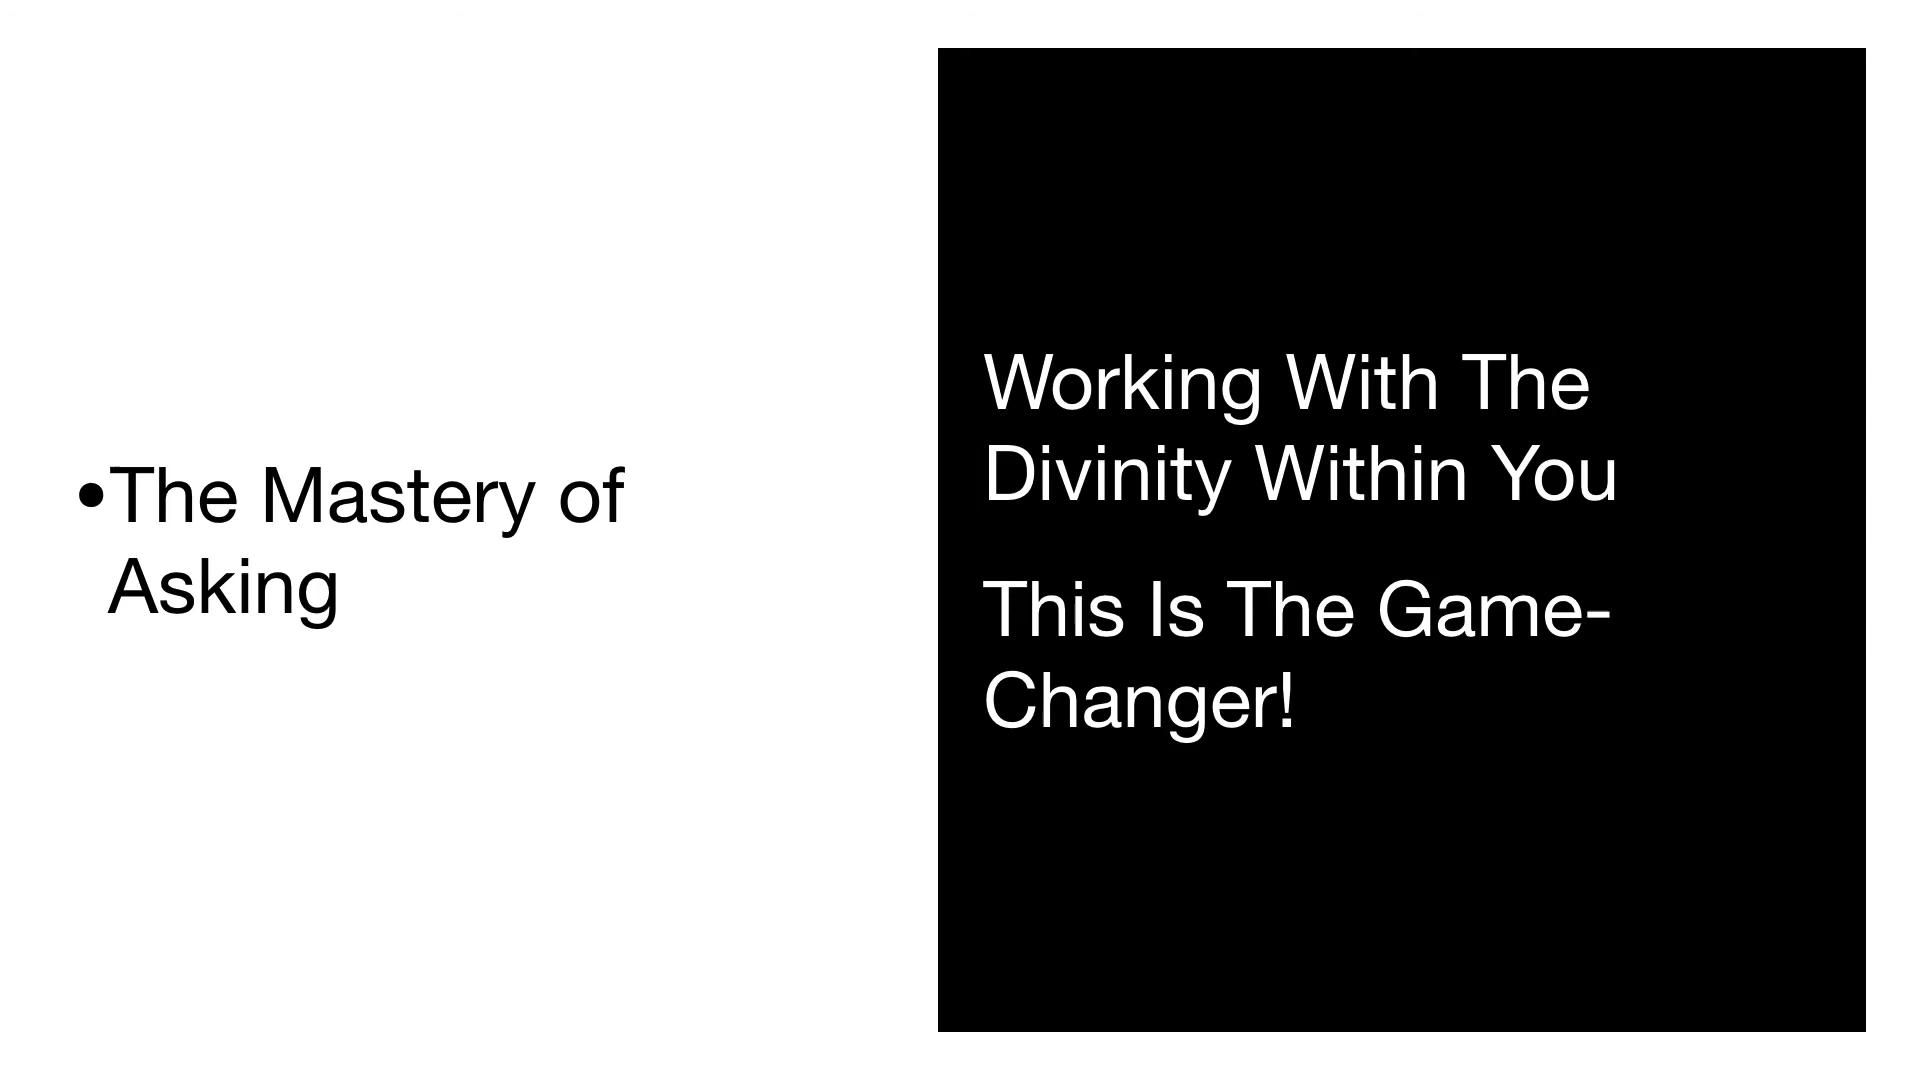 •The Mastery of
Asking
Working With The
Divinity Within You
This Is The Game-
Changer!